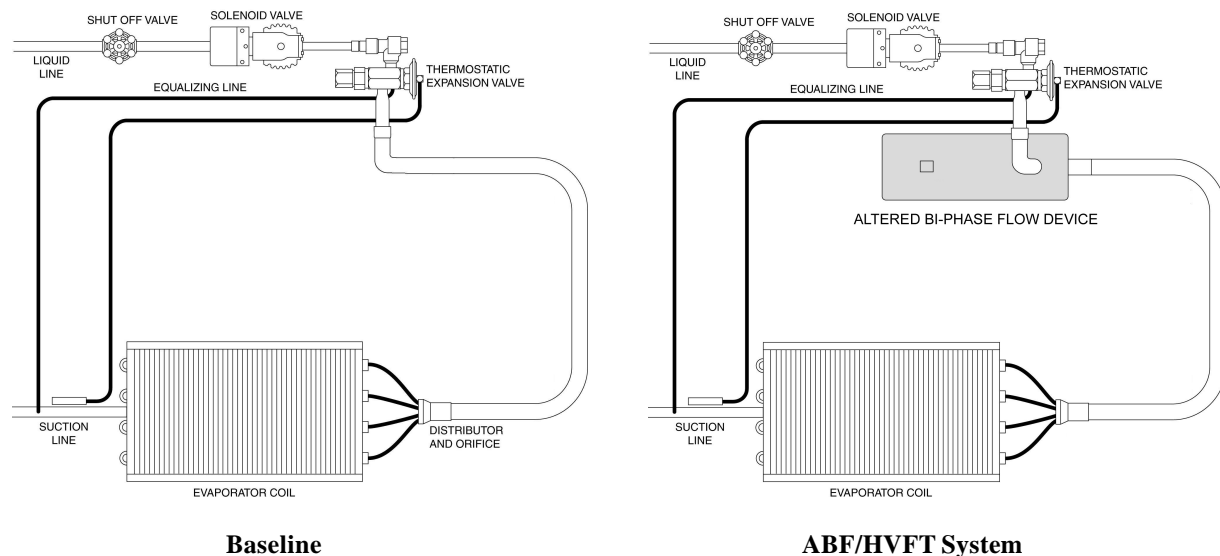 SHUT OFF VALVE
SOLENOID VALVE
LIQUID
LINE
THERMOSTATIC
EXPANSION VALVE
EQUALIZING LINE
SUCTION
LINE
DISTRIBUTOR
AND ORIFICE
EVAPORATOR COIL
Baseline
SHUT OFF VALVE
SOLENOID VALVE
LIQUID
LINE
THERMOSTATIC
EXPANSION VALVE
EQUALIZING LINE
ALTERED BI-PHASE FLOW DEVICE
SUCTION
LINE
EVAPORATOR COIL
ABF/HVFT System